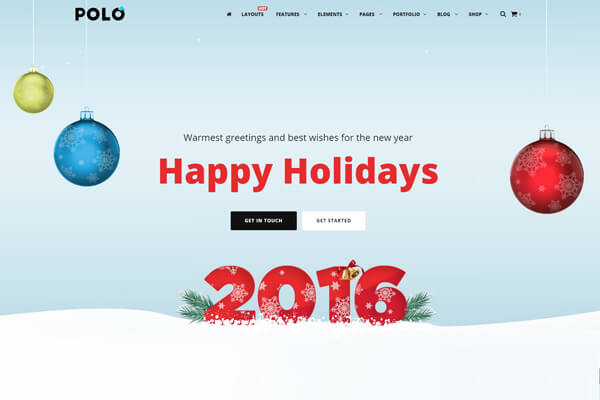 POLO
HOT
LAYOUTS FEATURES ELEMENTS PAGES PORTFOLIO BLOG SHOP
Warmest greetings and best wishes for the new year
Happy Holidays
GET IN TOUCH GET STARTED
2016